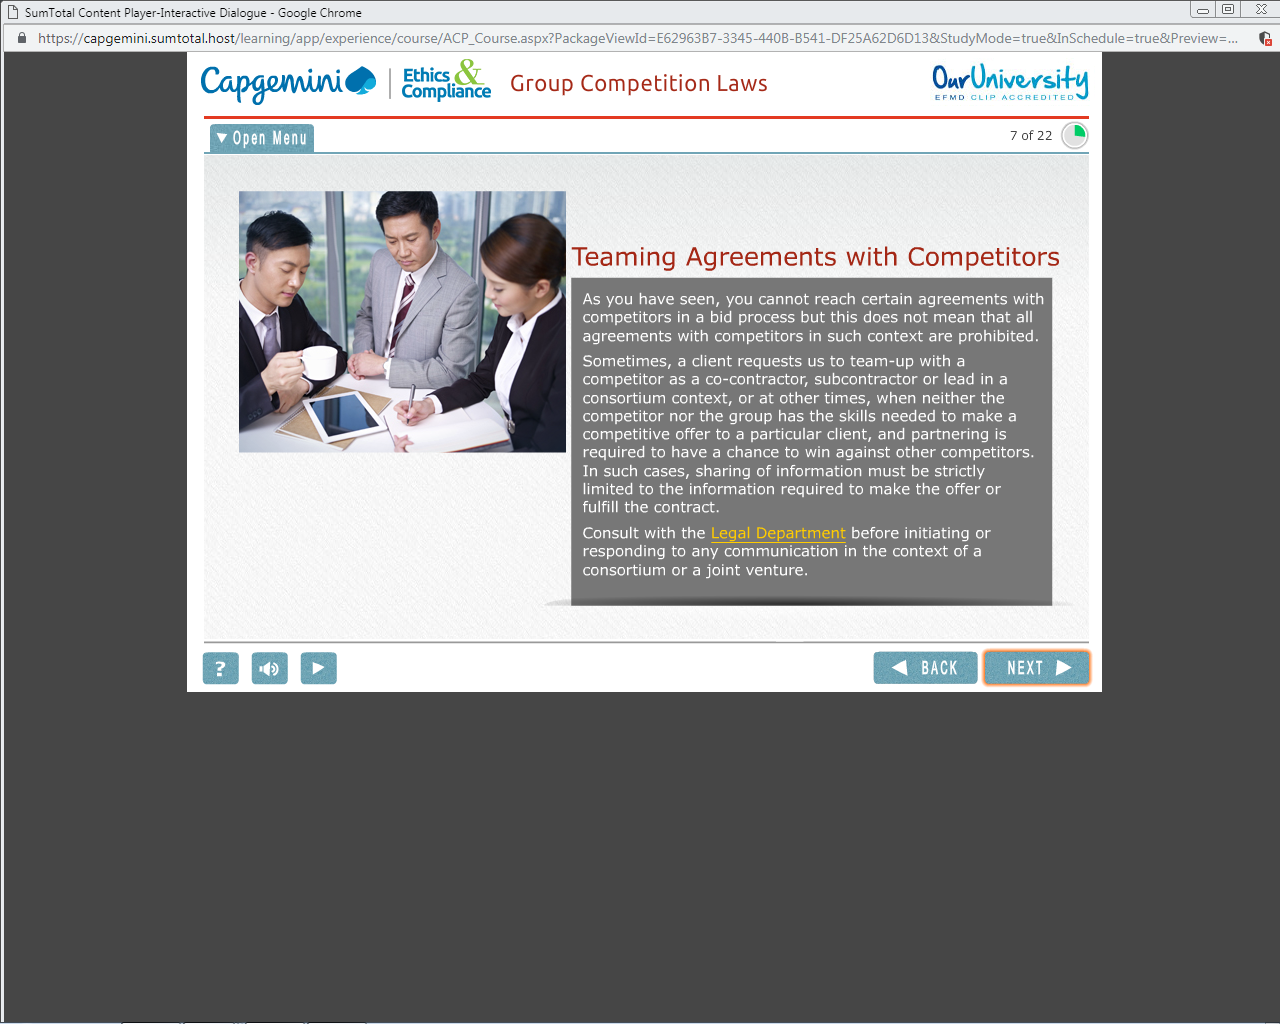 SumTotal Content Player-Interactive Dialogue - Google Chrome
https://capgemini.sumtotal.host/learning/app/experience/course/ACP_Course.aspx?PackageViewId=E62963B7-3345-440B-B541-DF25A62D6D13&StudyMode=true&InSchedule=true&Preview=...
Capgemini
Ethics &
Compliance
Group Competition Laws
OurUniversity
EFMD CLIP ACCREDITED
Open Menu
7 of 22
Teaming Agreements with Competitors
As you have seen, you cannot reach certain agreements with
competitors in a bid process but this does not mean that all
agreements with competitors in such context are prohibited.
Sometimes, a client requests us to team-up with a
competitor as a co-contractor, subcontractor or lead in a
consortium context, or at other times, when neither the
competitor nor the group has the skills needed to make a
competitive offer to a particular client, and partnering is
required to have a chance to win against other competitors.
In such cases, sharing of information must be strictly
limited to the information required to make the offer or
fulfill the contract.
Consult with the Legal Department before initiating or
responding to any communication in the context of a
consortium or a joint venture.
?
BACK
NEXT